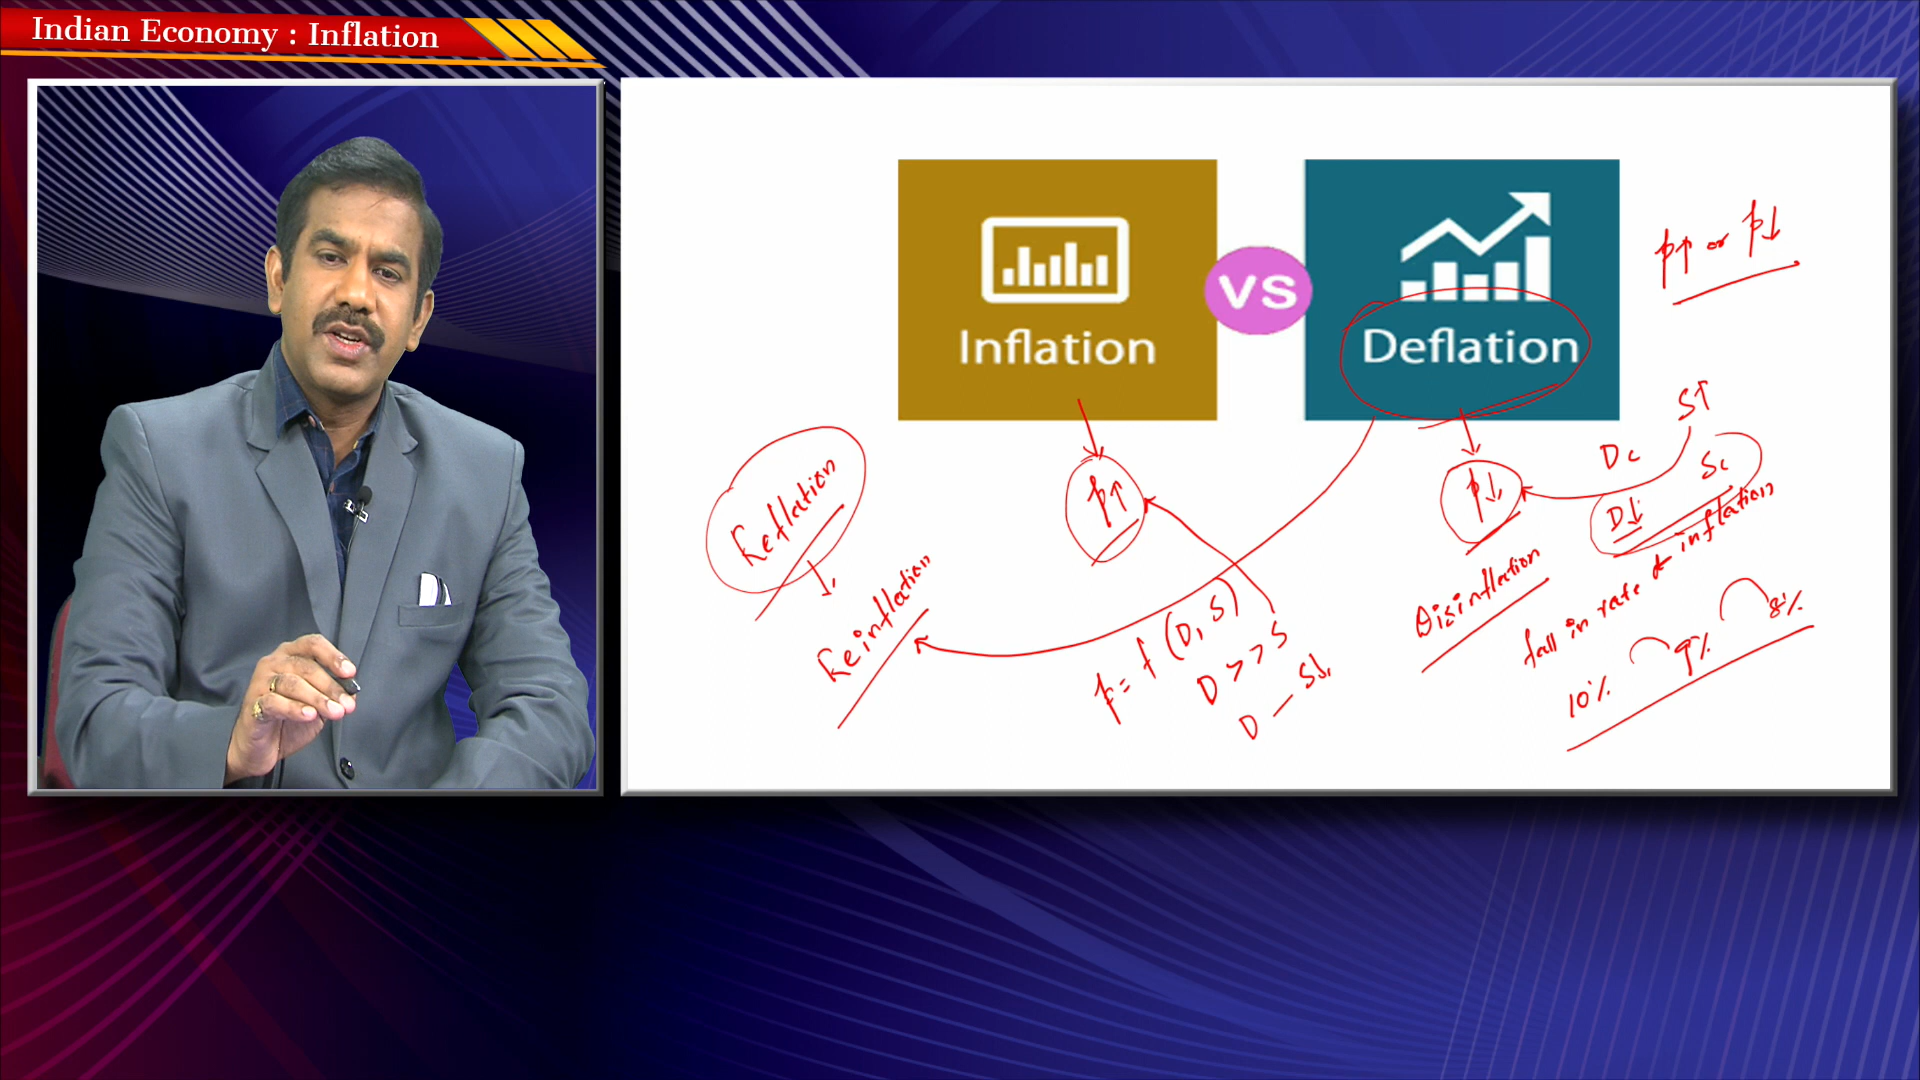 Indian Economy : Inflation
Inflation
VS
Deflation
p↑ or p↓
p↑
p↓
S↑
Dc
Sc
D↓
Reflation
↓
Reinflation
p = f (D, S)
D >> S
D – S↓
Disinflation
fall in rate of inflation
10% 9% 8%